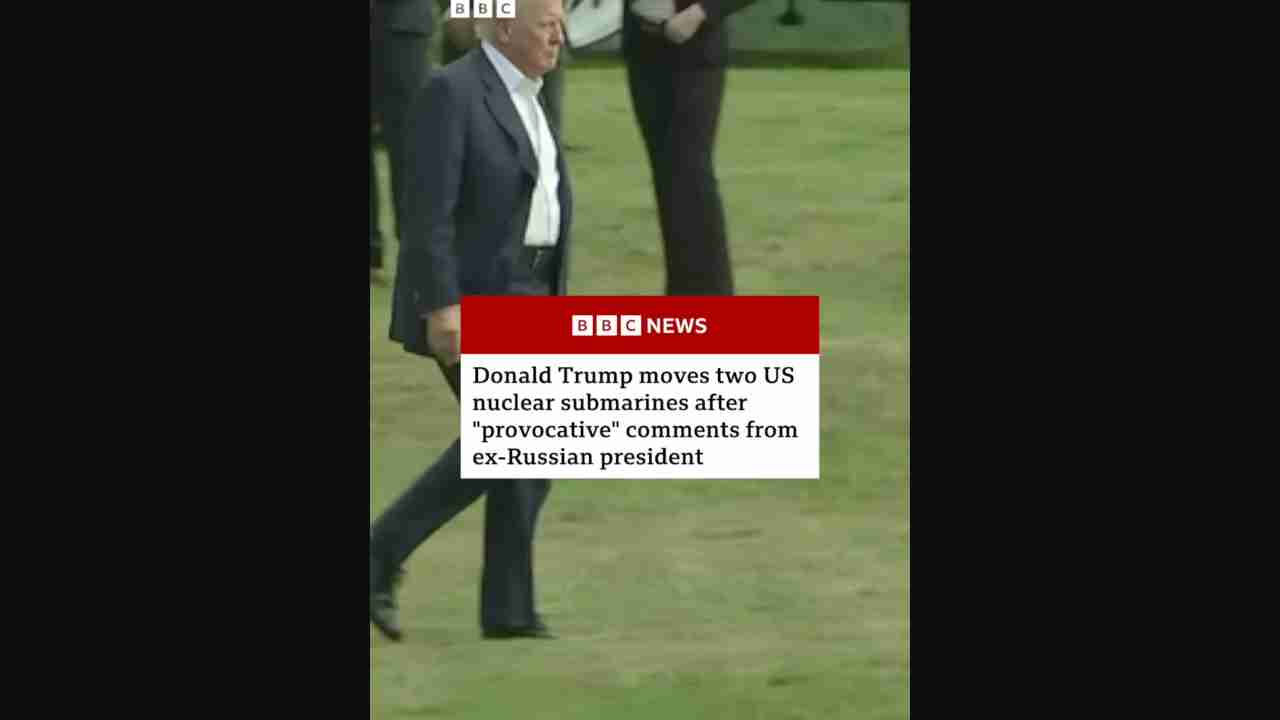 BBC
BBC NEWS
Donald Trump moves two US
nuclear submarines after
"provocative" comments from
ex-Russian president